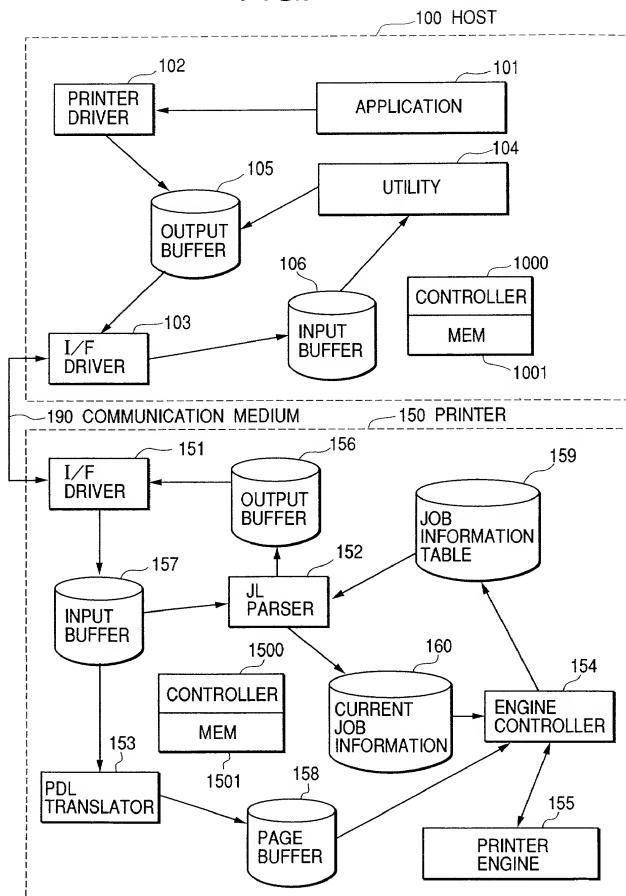 100 HOST
102
PRINTER
DRIVER
101
APPLICATION
104
UTILITY
105
OUTPUT
BUFFER
106
INPUT
BUFFER
1000
CONTROLLER
MEM
1001
103
I/F
DRIVER
190 COMMUNICATION MEDIUM
150 PRINTER
151
I/F
DRIVER
156
OUTPUT
BUFFER
159
JOB
INFORMATION
TABLE
157
INPUT
BUFFER
152
JL
PARSER
1500
CONTROLLER
MEM
1501
160
CURRENT
JOB
INFORMATION
154
ENGINE
CONTROLLER
153
PDL
TRANSLATOR
158
PAGE
BUFFER
155
PRINTER
ENGINE